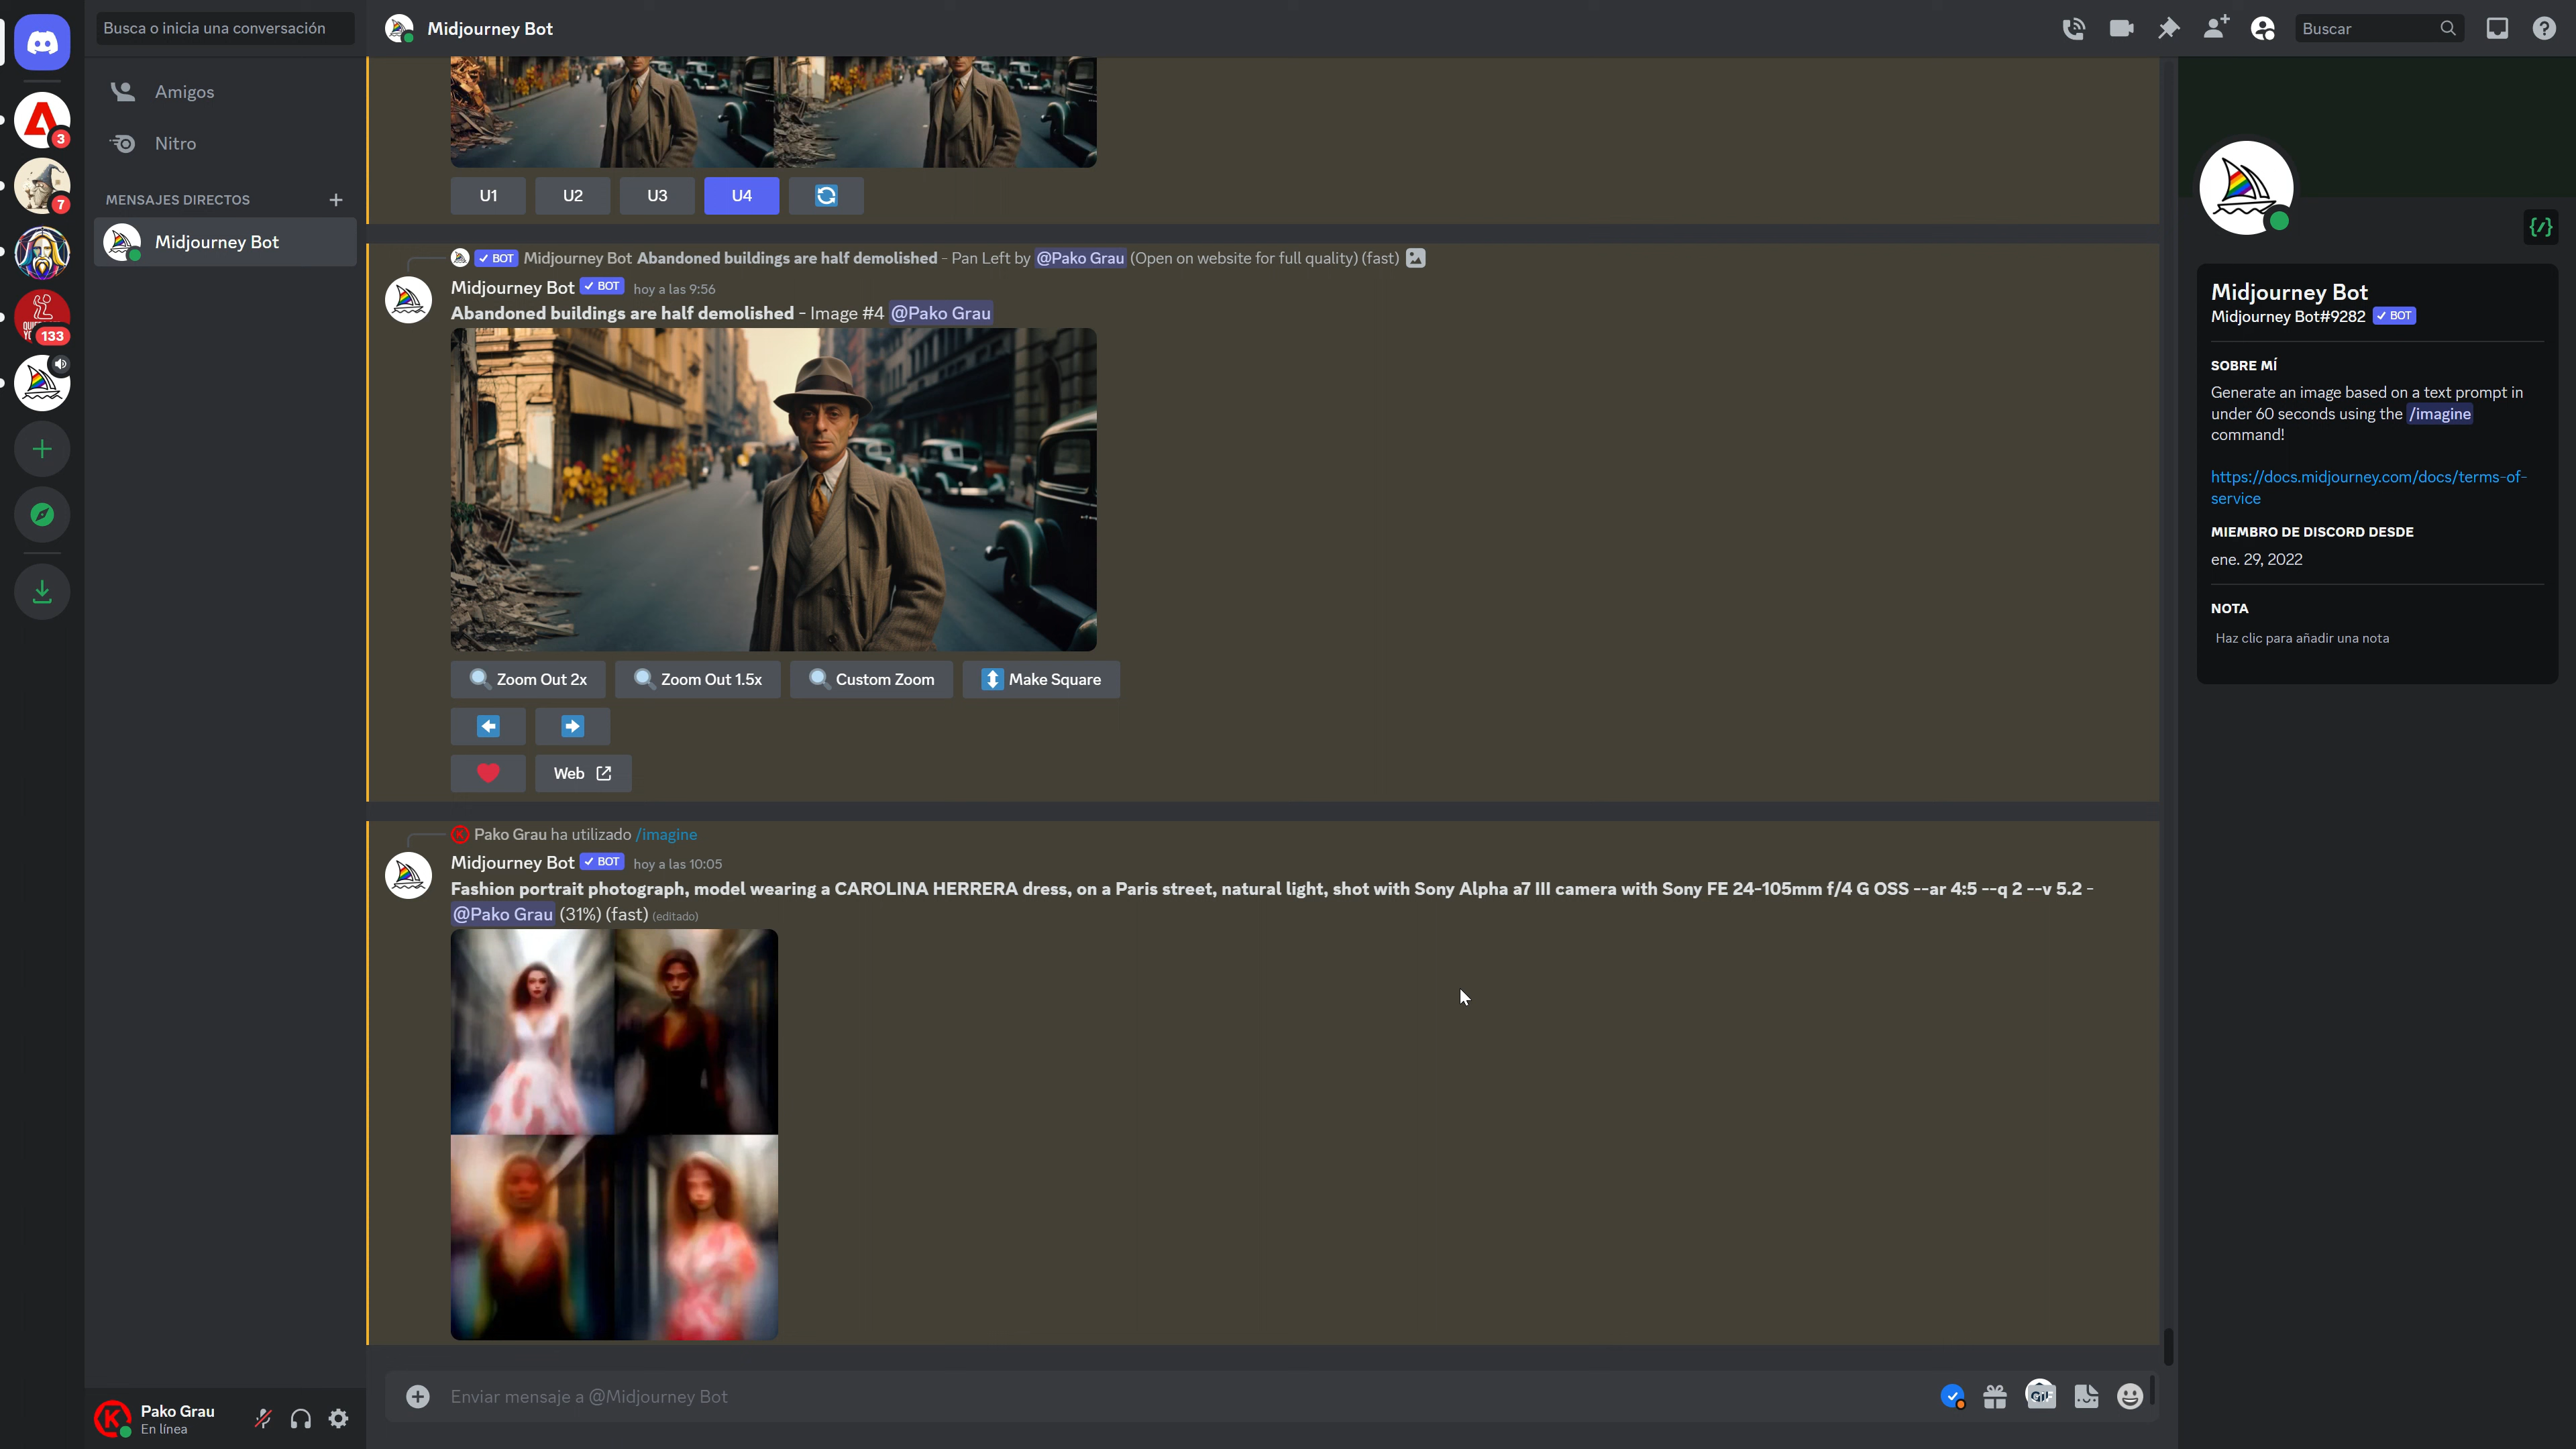 Busca o inicia una conversación
Midjourney Bot
Buscar
Amigos
Nitro
3
7
133
MENSAJES DIRECTOS
Midjourney Bot
U1 U2 U3 U4
BOT Midjourney Bot Abandoned buildings are half demolished - Pan Left by @Pako Grau (Open on website for full quality) (fast)
Midjourney Bot BOT hoy a las 9:56
Abandoned buildings are half demolished - Image #4 @Pako Grau
Zoom Out 2x Zoom Out 1.5x Custom Zoom Make Square
Web
Pako Grau ha utilizado /imagine
Midjourney Bot BOT hoy a las 10:05
Fashion portrait photograph, model wearing a CAROLINA HERRERA dress, on a Paris street, natural light, shot with Sony Alpha a7 III camera with Sony FE 24-105mm f/4 G OSS --ar 4:5 --q 2 --v 5.2 -
@Pako Grau (31%) (fast) (editado)
Enviar mensaje a @Midjourney Bot
GIF
Pako Grau
En línea
Midjourney Bot
Midjourney Bot#9282 BOT
SOBRE MÍ
Generate an image based on a text prompt in
under 60 seconds using the /imagine
command!
https://docs.midjourney.com/docs/terms-of-
service
MIEMBRO DE DISCORD DESDE
ene. 29, 2022
NOTA
Haz clic para añadir una nota